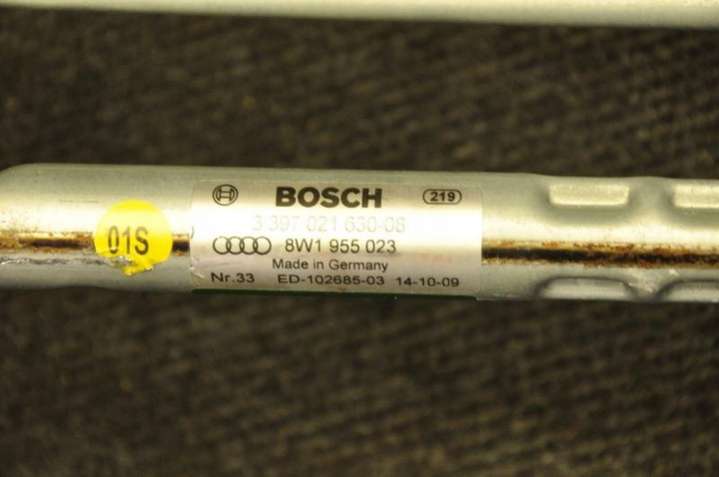 BOSCH 219
3 397 021 630-08
8W1 955 023
Made in Germany
Nr.33 ED-102685-03 14-10-09
01S